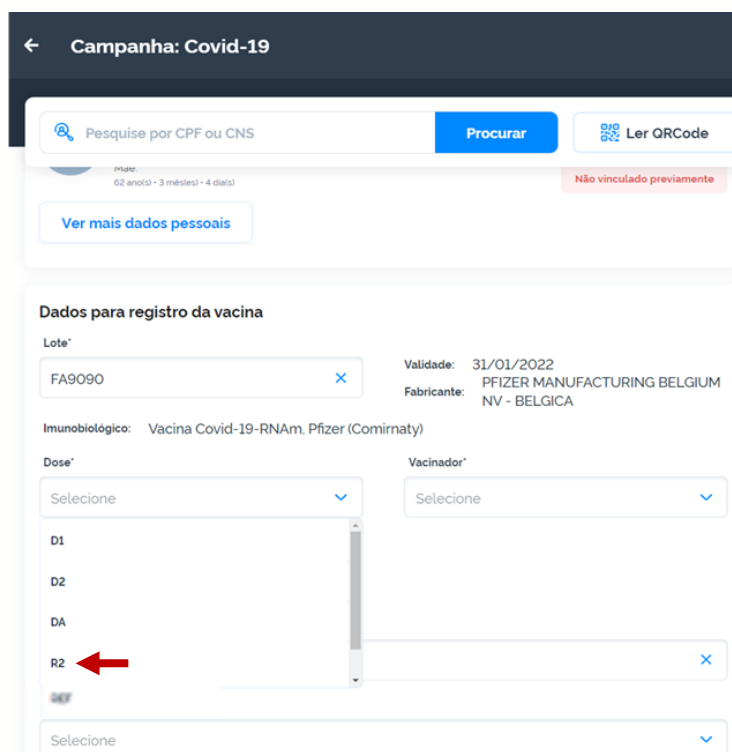 Campanha: Covid-19
Pesquise por CPF ou CNS
Procurar
Ler QRCode
Mãe:
62 ano(s) • 3 mês(es) • 4 dia(s)
Não vinculado previamente
Ver mais dados pessoais
Dados para registro da vacina
Lote*
FA9090
Validade: 31/01/2022
Fabricante: PFIZER MANUFACTURING BELGIUM
NV - BELGICA
Imunobiológico: Vacina Covid-19-RNAm, Pfizer (Comirnaty)
Dose*
Vacinador*
Selecione
Selecione
D1
D2
DA
R2
Selecione